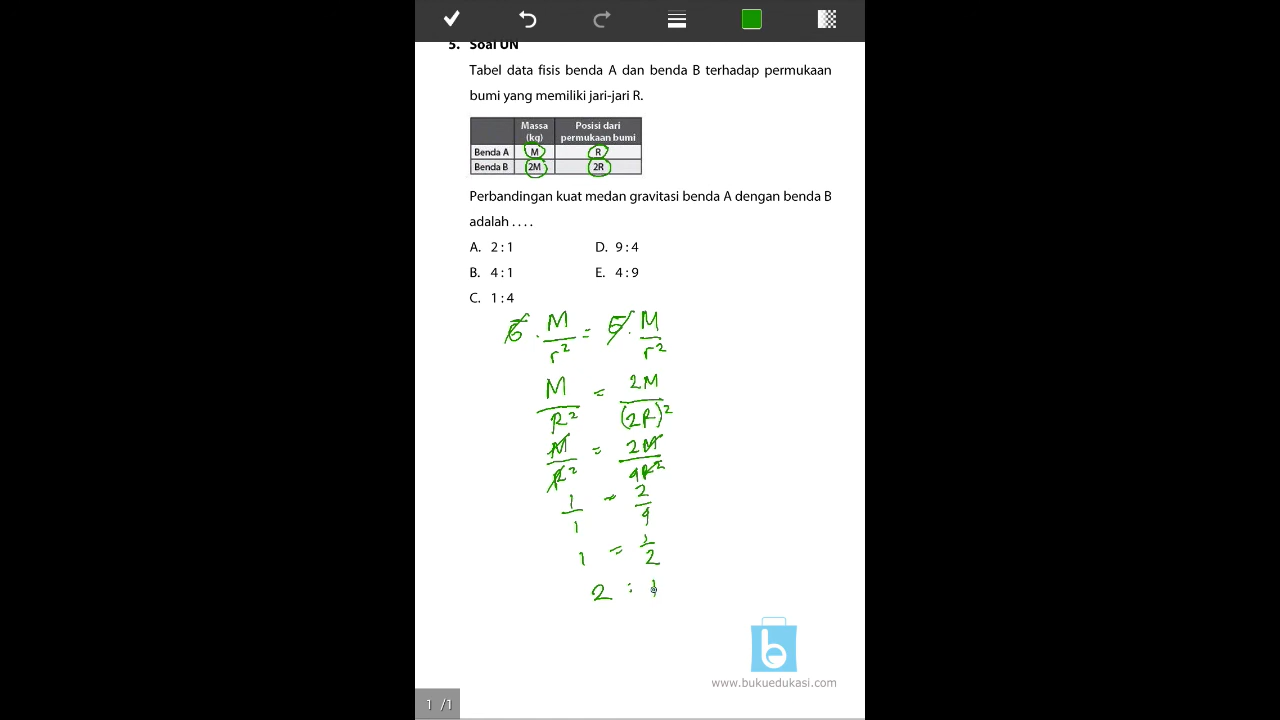 5. Soal UN
Tabel data fisis benda A dan benda B terhadap permukaan
bumi yang memiliki jari-jari R.
Massa (kg) Posisi dari permukaan bumi
Benda A M R
Benda B 2M 2R
Perbandingan kuat medan gravitasi benda A dengan benda B
adalah . . . .
A. 2 : 1 D. 9 : 4
B. 4 : 1 E. 4 : 9
C. 1 : 4
G . M/r² = G . M/r²
M/R² = 2M/(2R)²
M/R² = 2M/4R²
1/1 = 2/4
1 = 1/2
2 : 1
www.bukuedukasi.com
1 /1